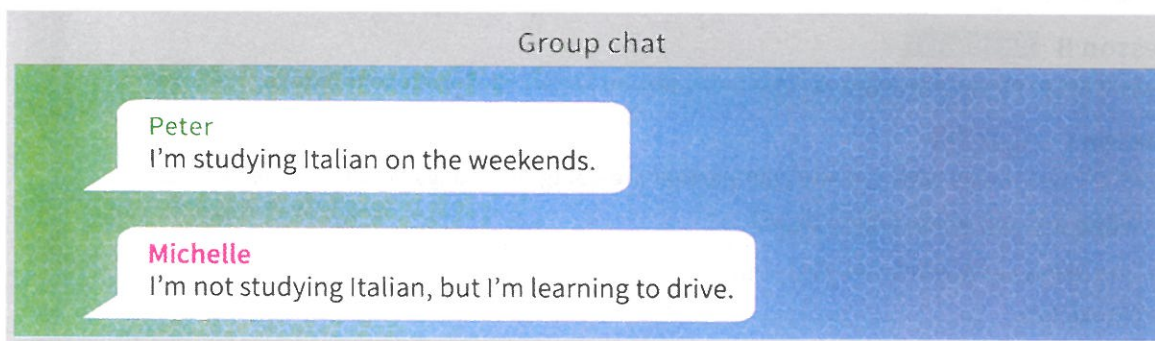 Group chat
Peter
I'm studying Italian on the weekends.
Michelle
I'm not studying Italian, but I'm learning to drive.